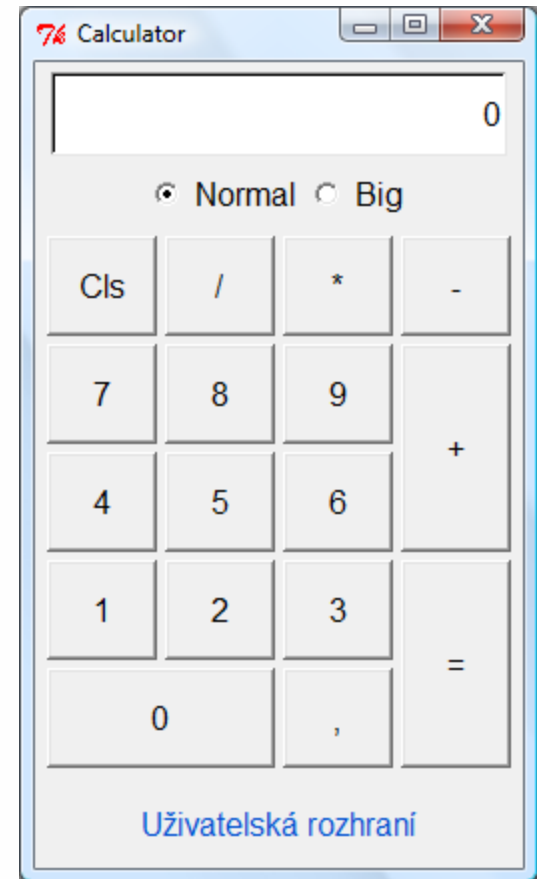 Calculator
0
Normal Big
Cls / * -
7 8 9
+
4 5 6
1 2 3
=
0 ,
Uživatelská rozhraní